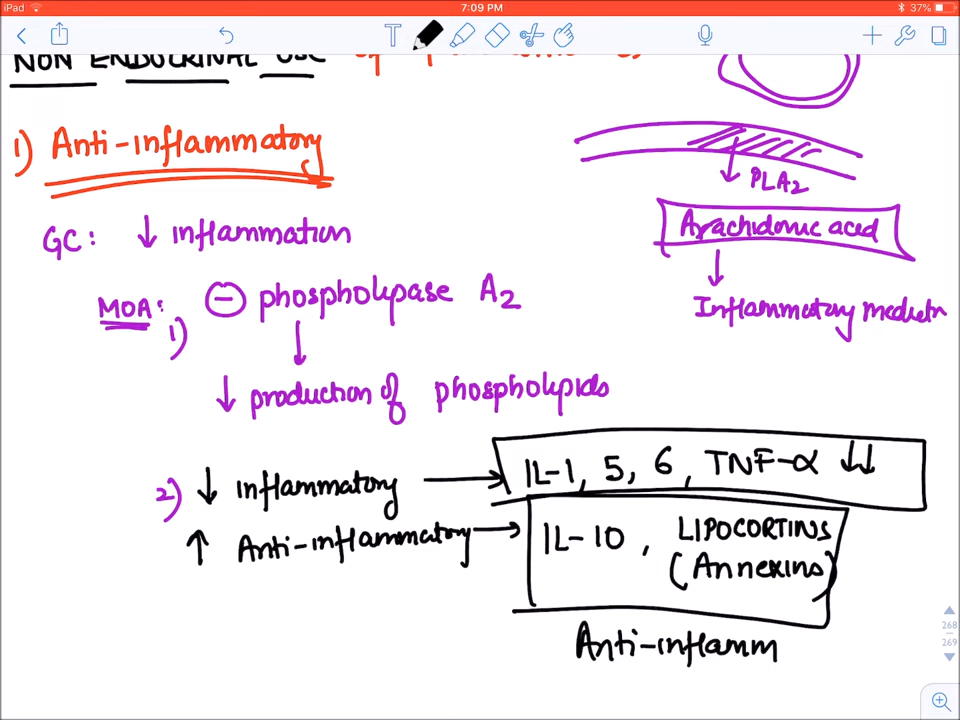 iPad 7:09 PM 37%
T
NON ENDOCRINAL USE of
1) Anti-inflammatory
PLA2
Arachidonic acid
Inflammatory mediators
GC: ↓ inflammation
MOA: 1) ⊖ phospholipase A2
↓
↓ production of phospholipids
2) ↓ Inflammatory → IL-1, 5, 6, TNF-α ↓↓
↑ Anti-inflammatory → IL-10, LIPOCORTINS
(Annexins)
Anti-inflamm
268
269